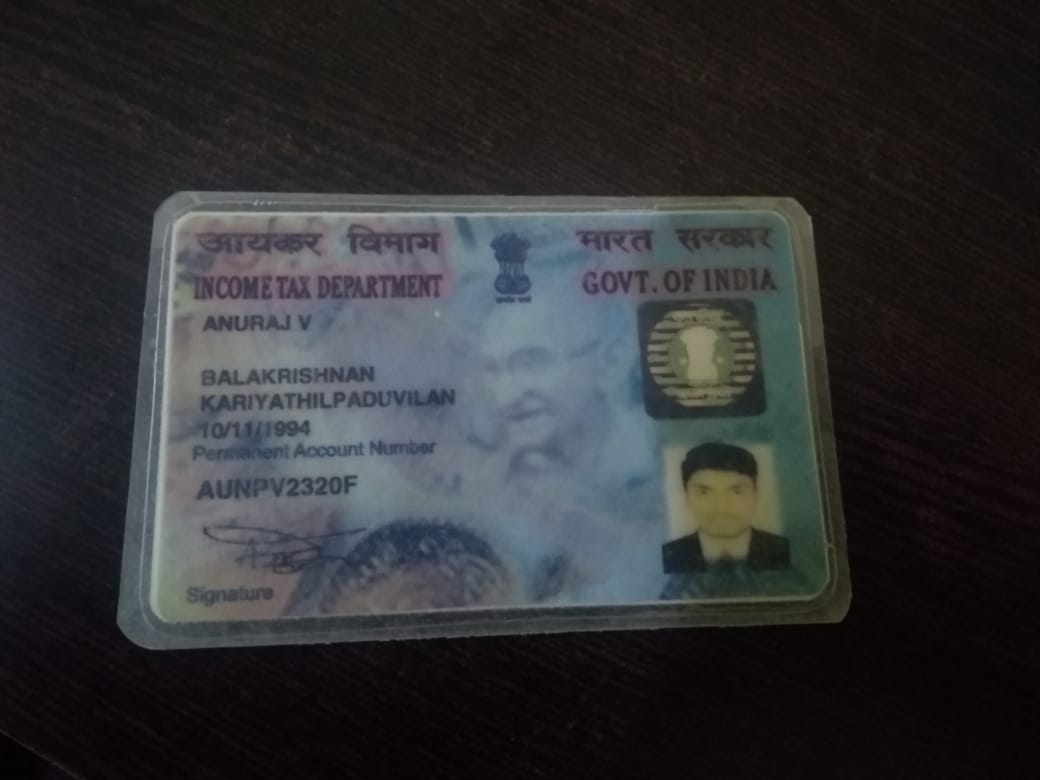 आयकर विभाग
भारत सरकार
INCOME TAX DEPARTMENT
GOVT. OF INDIA
ANURAJ V
BALAKRISHNAN
KARIYATHILPADUVILAN
10/11/1994
Permanent Account Number
AUNPV2320F
Signature